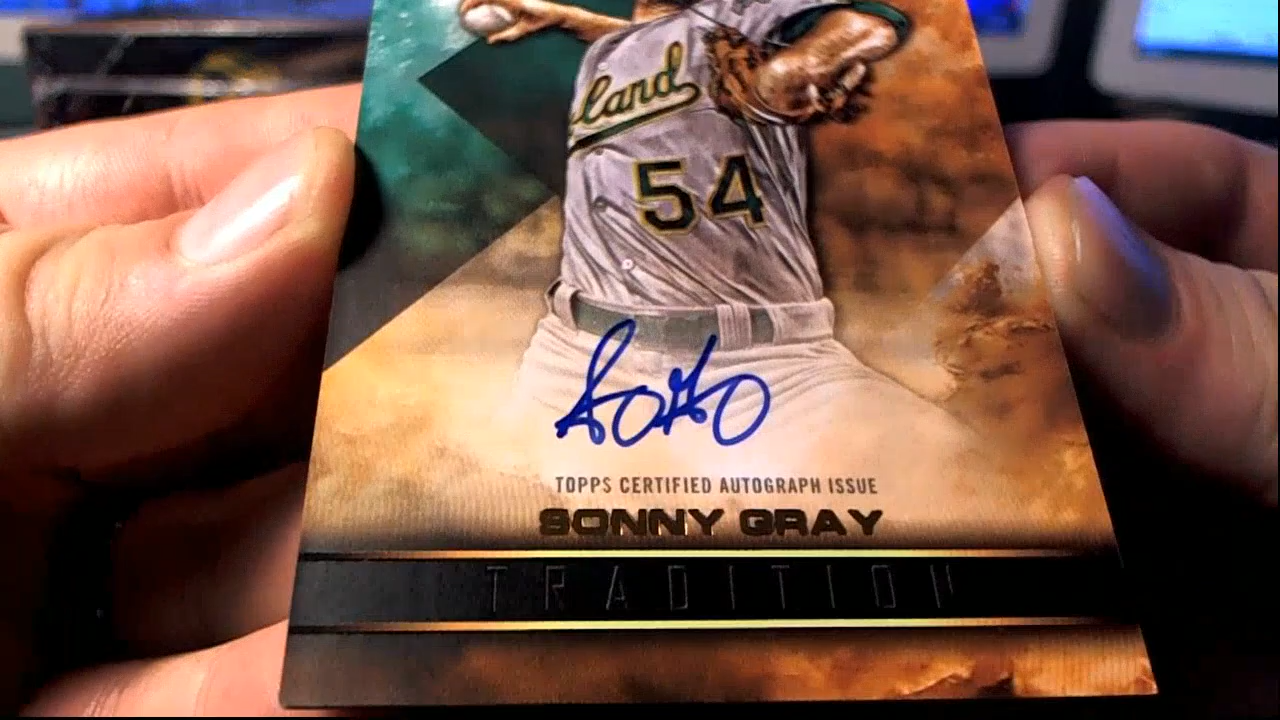 land
54
TOPPS CERTIFIED AUTOGRAPH ISSUE
SONNY GRAY
TRADITION